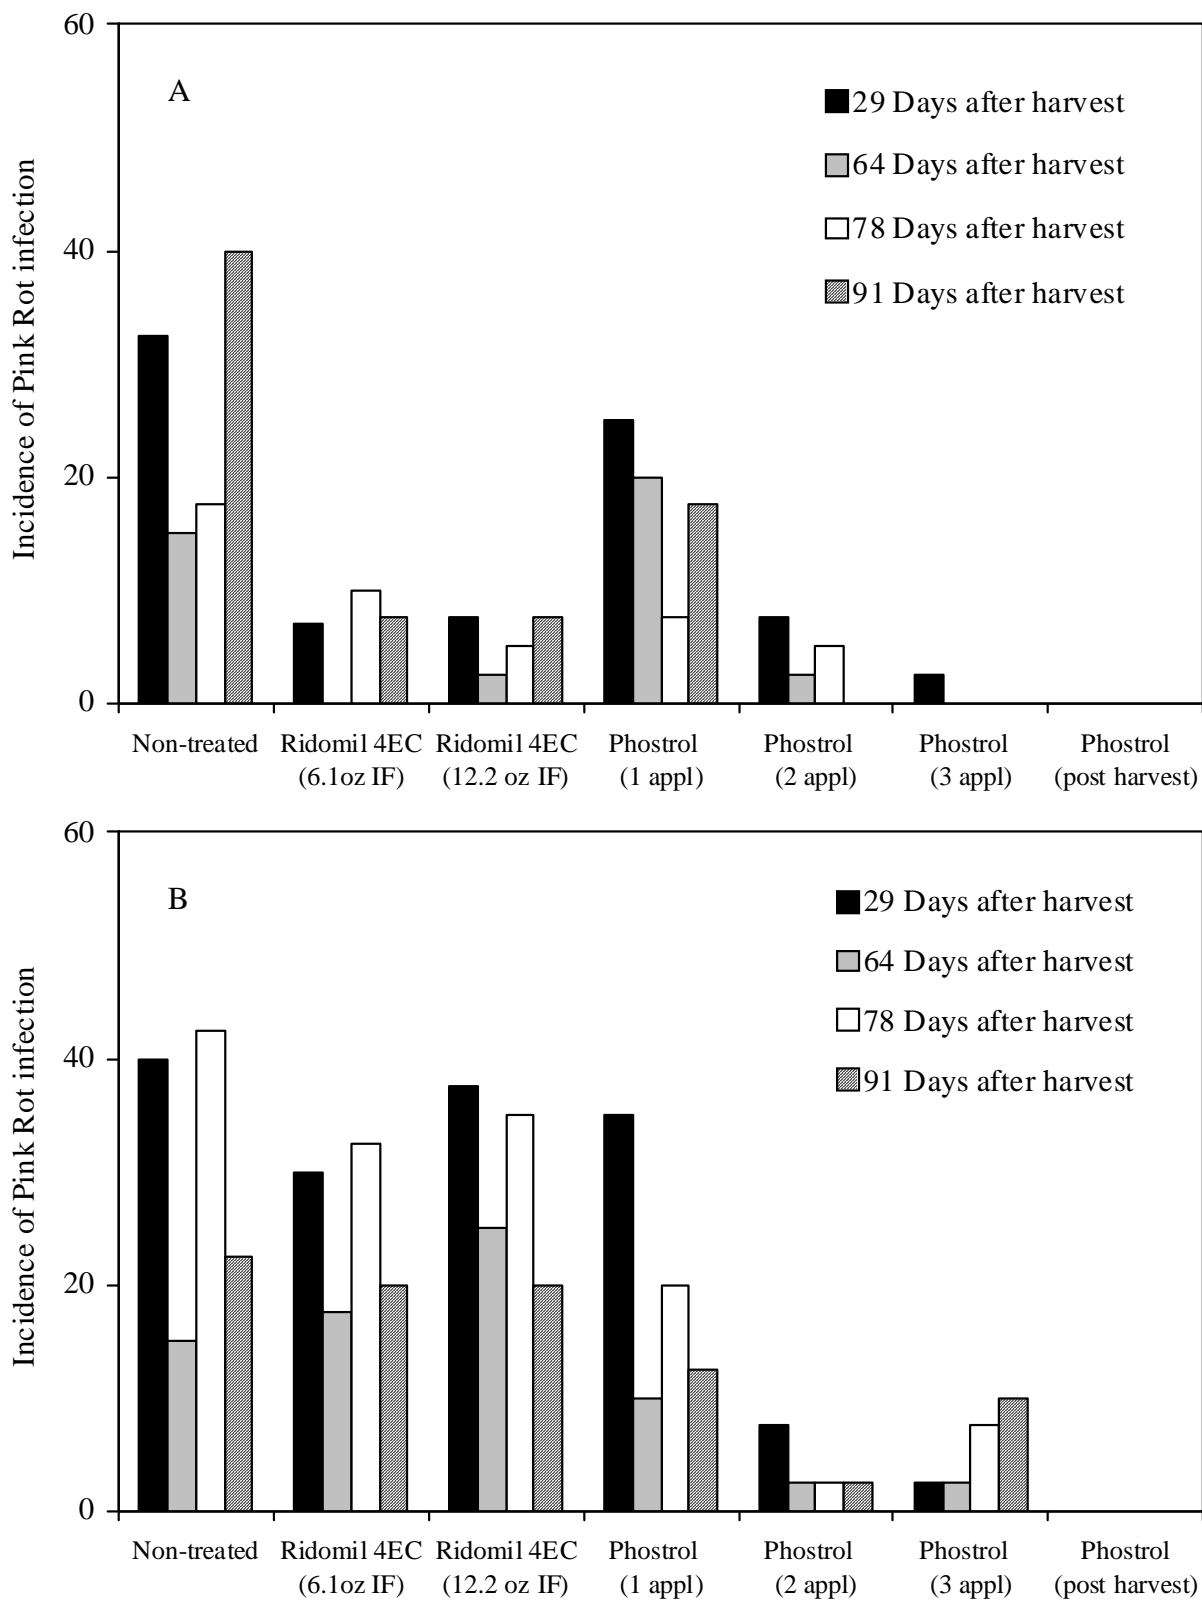 60
A
29 Days after harvest
64 Days after harvest
78 Days after harvest
91 Days after harvest
40
20
0
Incidence of Pink Rot infection
Non-treated
Ridomil 4EC
(6.1oz IF)
Ridomil 4EC
(12.2 oz IF)
Phostrol
(1 appl)
Phostrol
(2 appl)
Phostrol
(3 appl)
Phostrol
(post harvest)
60
B
29 Days after harvest
64 Days after harvest
78 Days after harvest
91 Days after harvest
40
20
0
Incidence of Pink Rot infection
Non-treated
Ridomil 4EC
(6.1oz IF)
Ridomil 4EC
(12.2 oz IF)
Phostrol
(1 appl)
Phostrol
(2 appl)
Phostrol
(3 appl)
Phostrol
(post harvest)